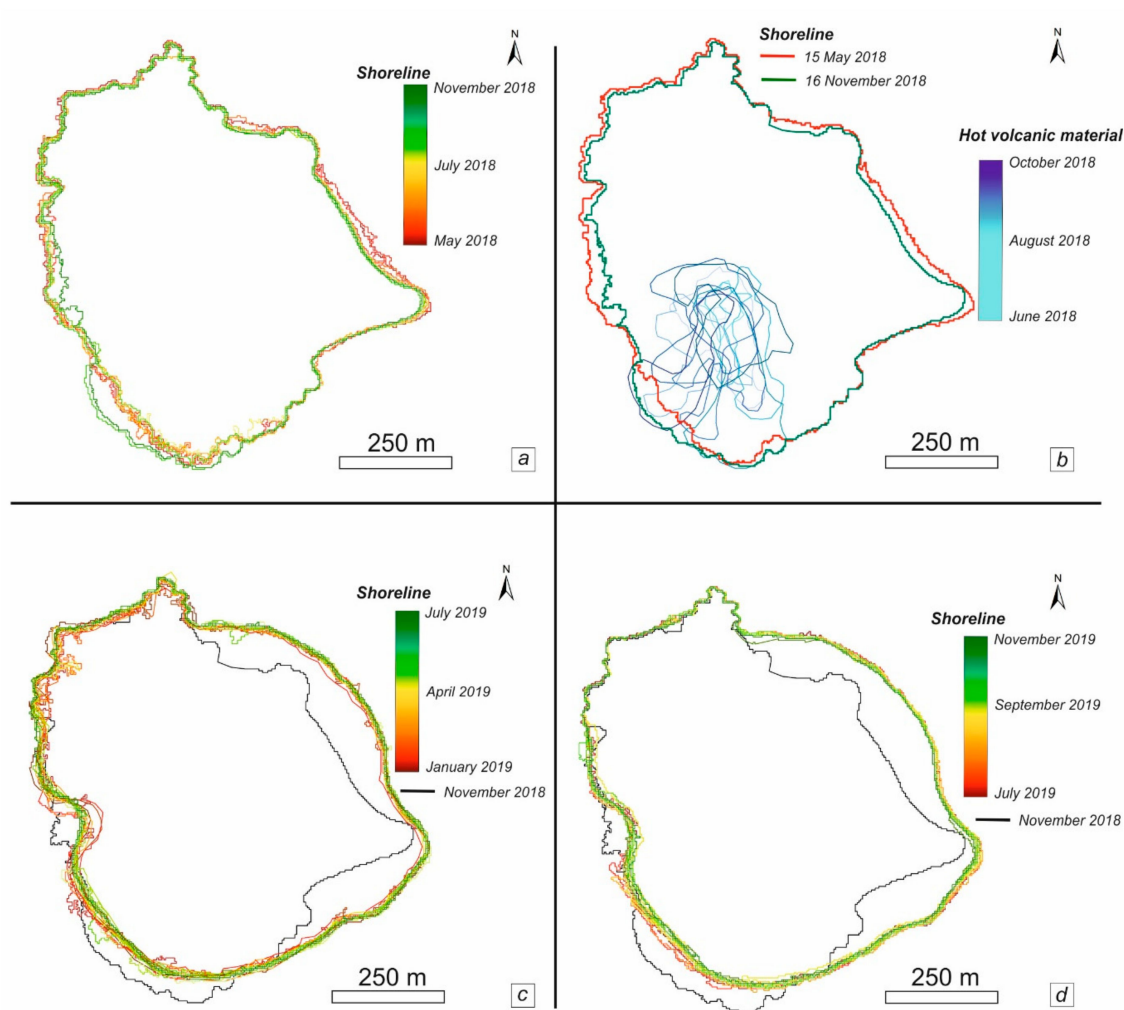 N
Shoreline
November 2018
July 2018
May 2018
250 m
a
Shoreline
15 May 2018
16 November 2018
N
Hot volcanic material
October 2018
August 2018
June 2018
250 m
b
N
Shoreline
July 2019
April 2019
January 2019
November 2018
250 m
c
N
Shoreline
November 2019
September 2019
July 2019
November 2018
250 m
d